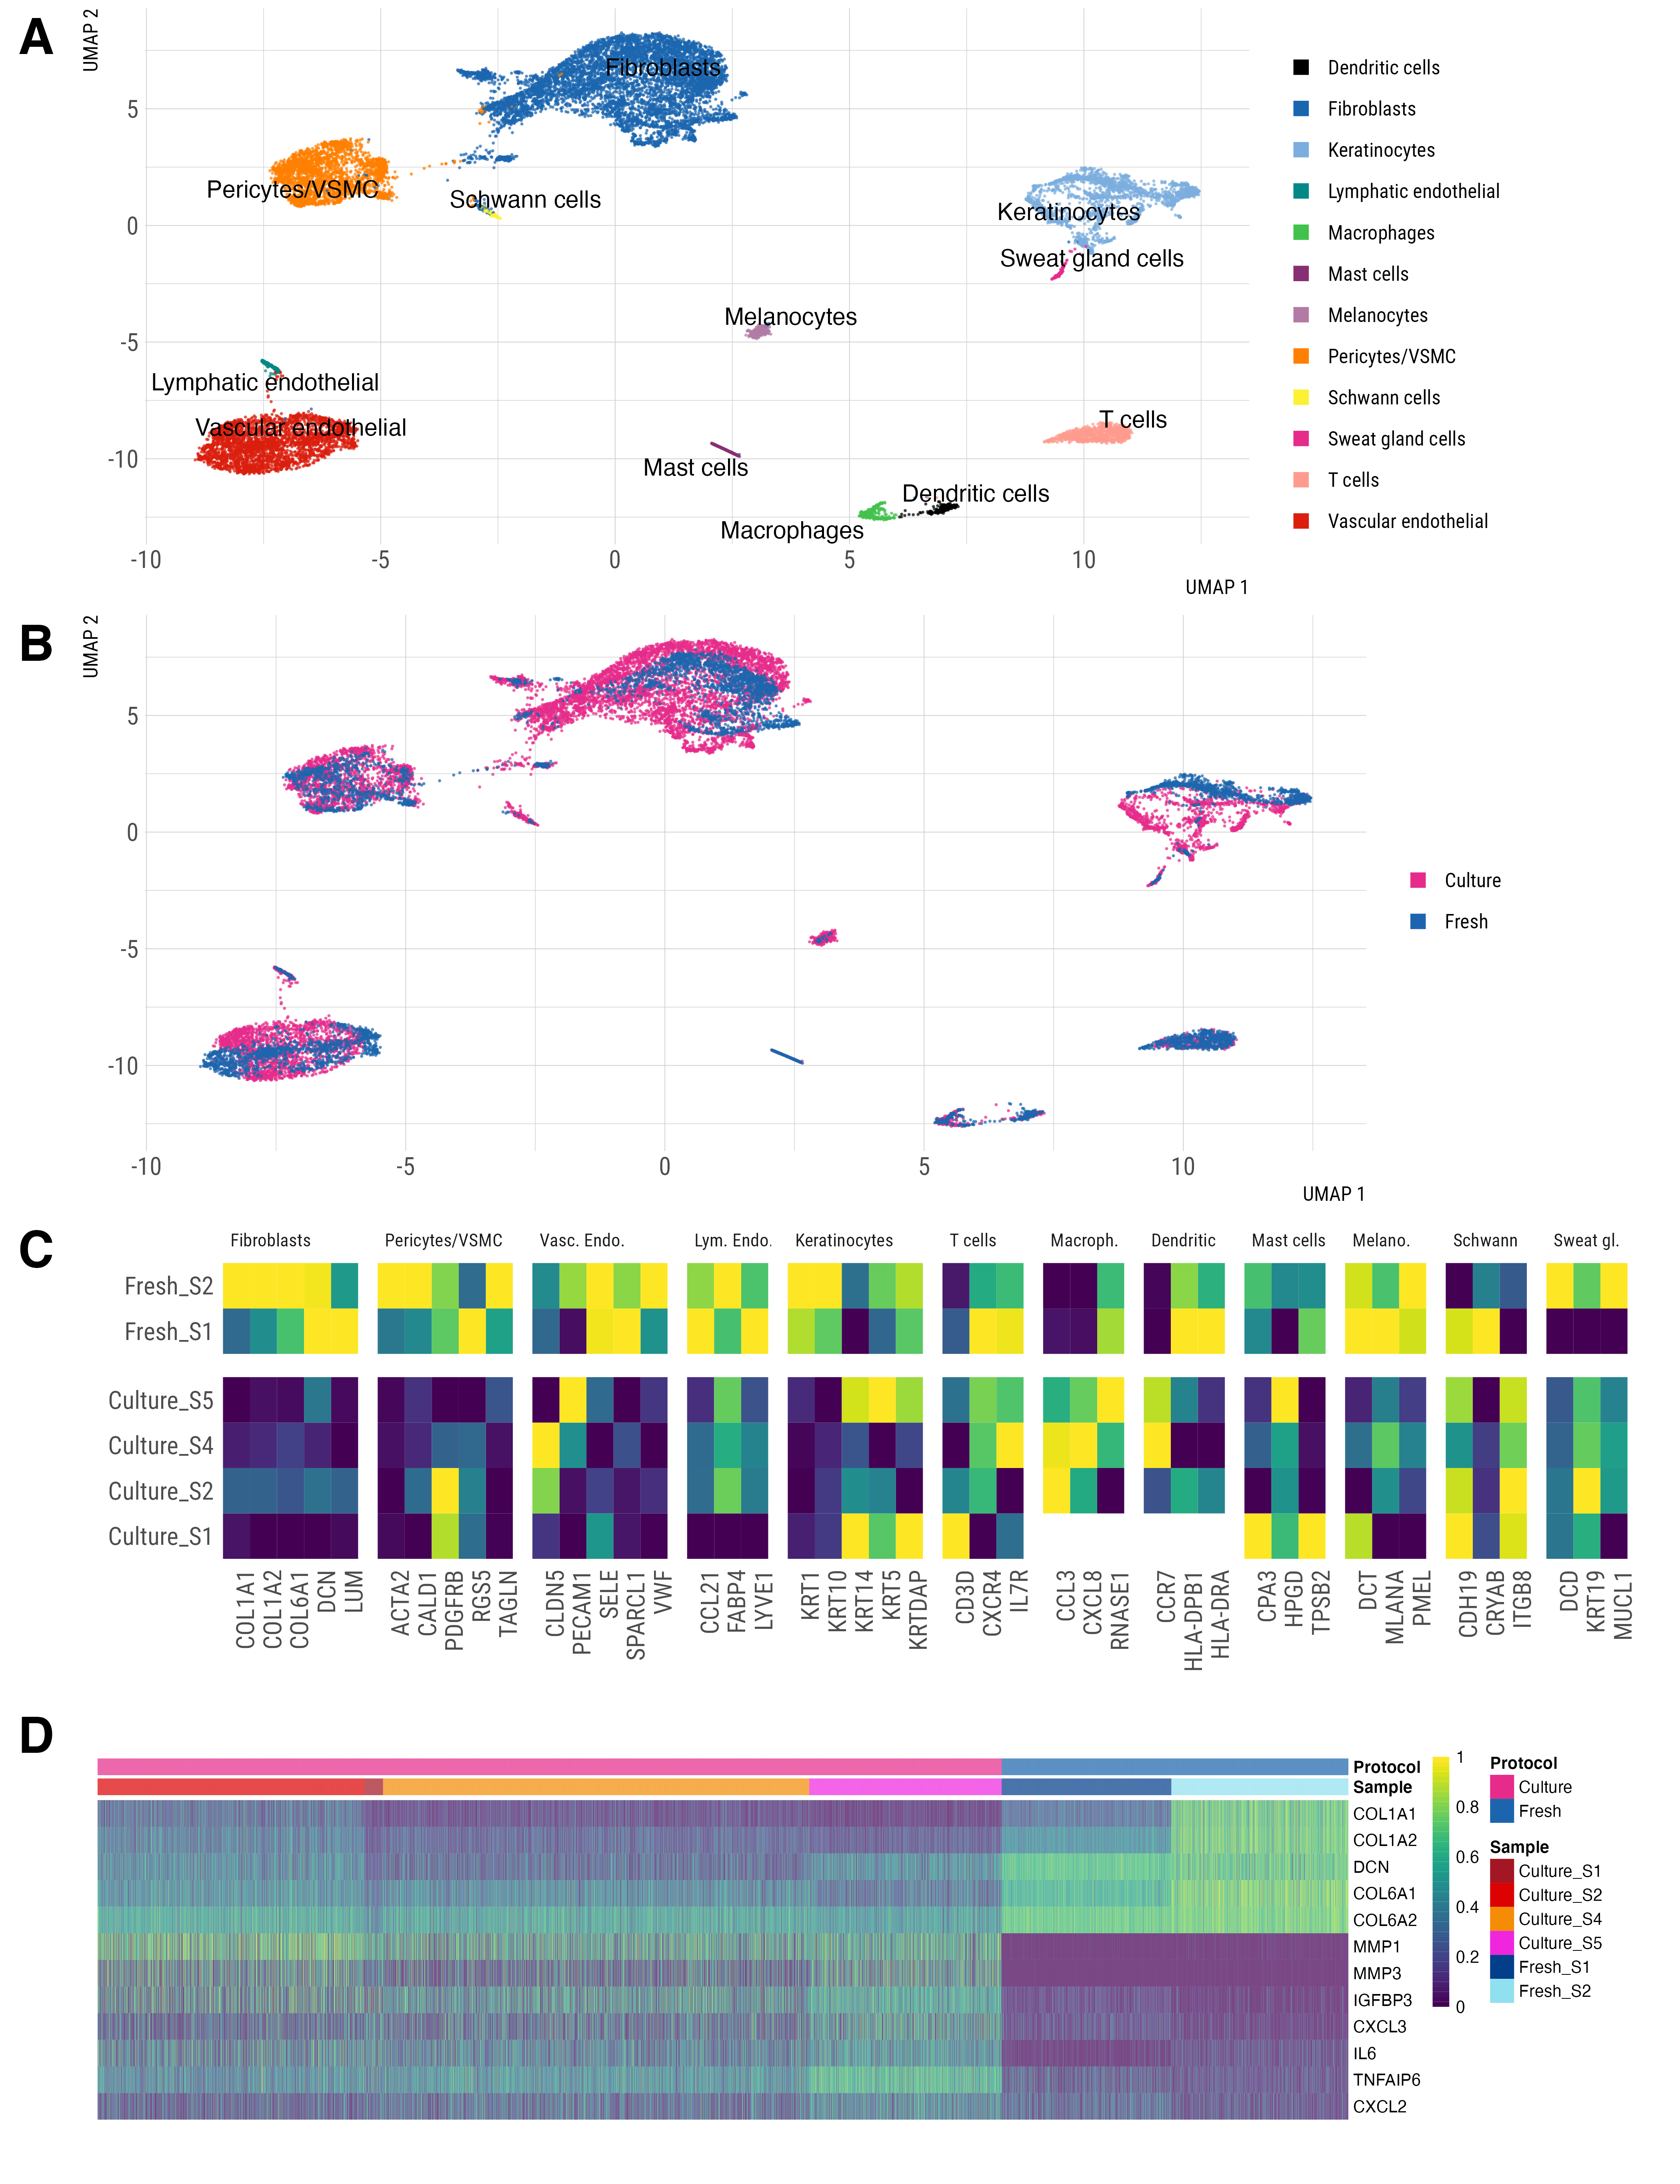 A
UMAP 2
5
0
-5
-10
-10
-5
0
5
10
UMAP 1
Fibroblasts
Pericytes/VSMC
Schwann cells
Keratinocytes
Sweat gland cells
Melanocytes
Lymphatic endothelial
Vascular endothelial
T cells
Mast cells
Dendritic cells
Macrophages
Dendritic cells
Fibroblasts
Keratinocytes
Lymphatic endothelial
Macrophages
Mast cells
Melanocytes
Pericytes/VSMC
Schwann cells
Sweat gland cells
T cells
Vascular endothelial
B
UMAP 2
5
0
-5
-10
-10
-5
0
5
10
UMAP 1
Culture
Fresh
C
Fibroblasts
Pericytes/VSMC
Vasc. Endo.
Lym. Endo.
Keratinocytes
T cells
Macroph.
Dendritic
Mast cells
Melano.
Schwann
Sweat gl.
Fresh_S2
Fresh_S1
Culture_S5
Culture_S4
Culture_S2
Culture_S1
COL1A1
COL1A2
COL6A1
DCN
LUM
ACTA2
CALD1
PDGFRB
RGS5
TAGLN
CLDN5
PECAM1
SELE
SPARCL1
VWF
CCL21
FABP4
LYVE1
KRT1
KRT10
KRT14
KRT5
KRTDAP
CD3D
CXCR4
IL7R
CCL3
CXCL8
RNASE1
CCR7
HLA-DPB1
HLA-DRA
CPA3
HPGD
TPSB2
DCT
MLANA
PMEL
CDH19
CRYAB
ITGB8
DCD
KRT19
MUCL1
D
Protocol
Sample
COL1A1
COL1A2
DCN
COL6A1
COL6A2
MMP1
MMP3
IGFBP3
CXCL3
IL6
TNFAIP6
CXCL2
1
0.8
0.6
0.4
0.2
0
Protocol
Culture
Fresh
Sample
Culture_S1
Culture_S2
Culture_S4
Culture_S5
Fresh_S1
Fresh_S2